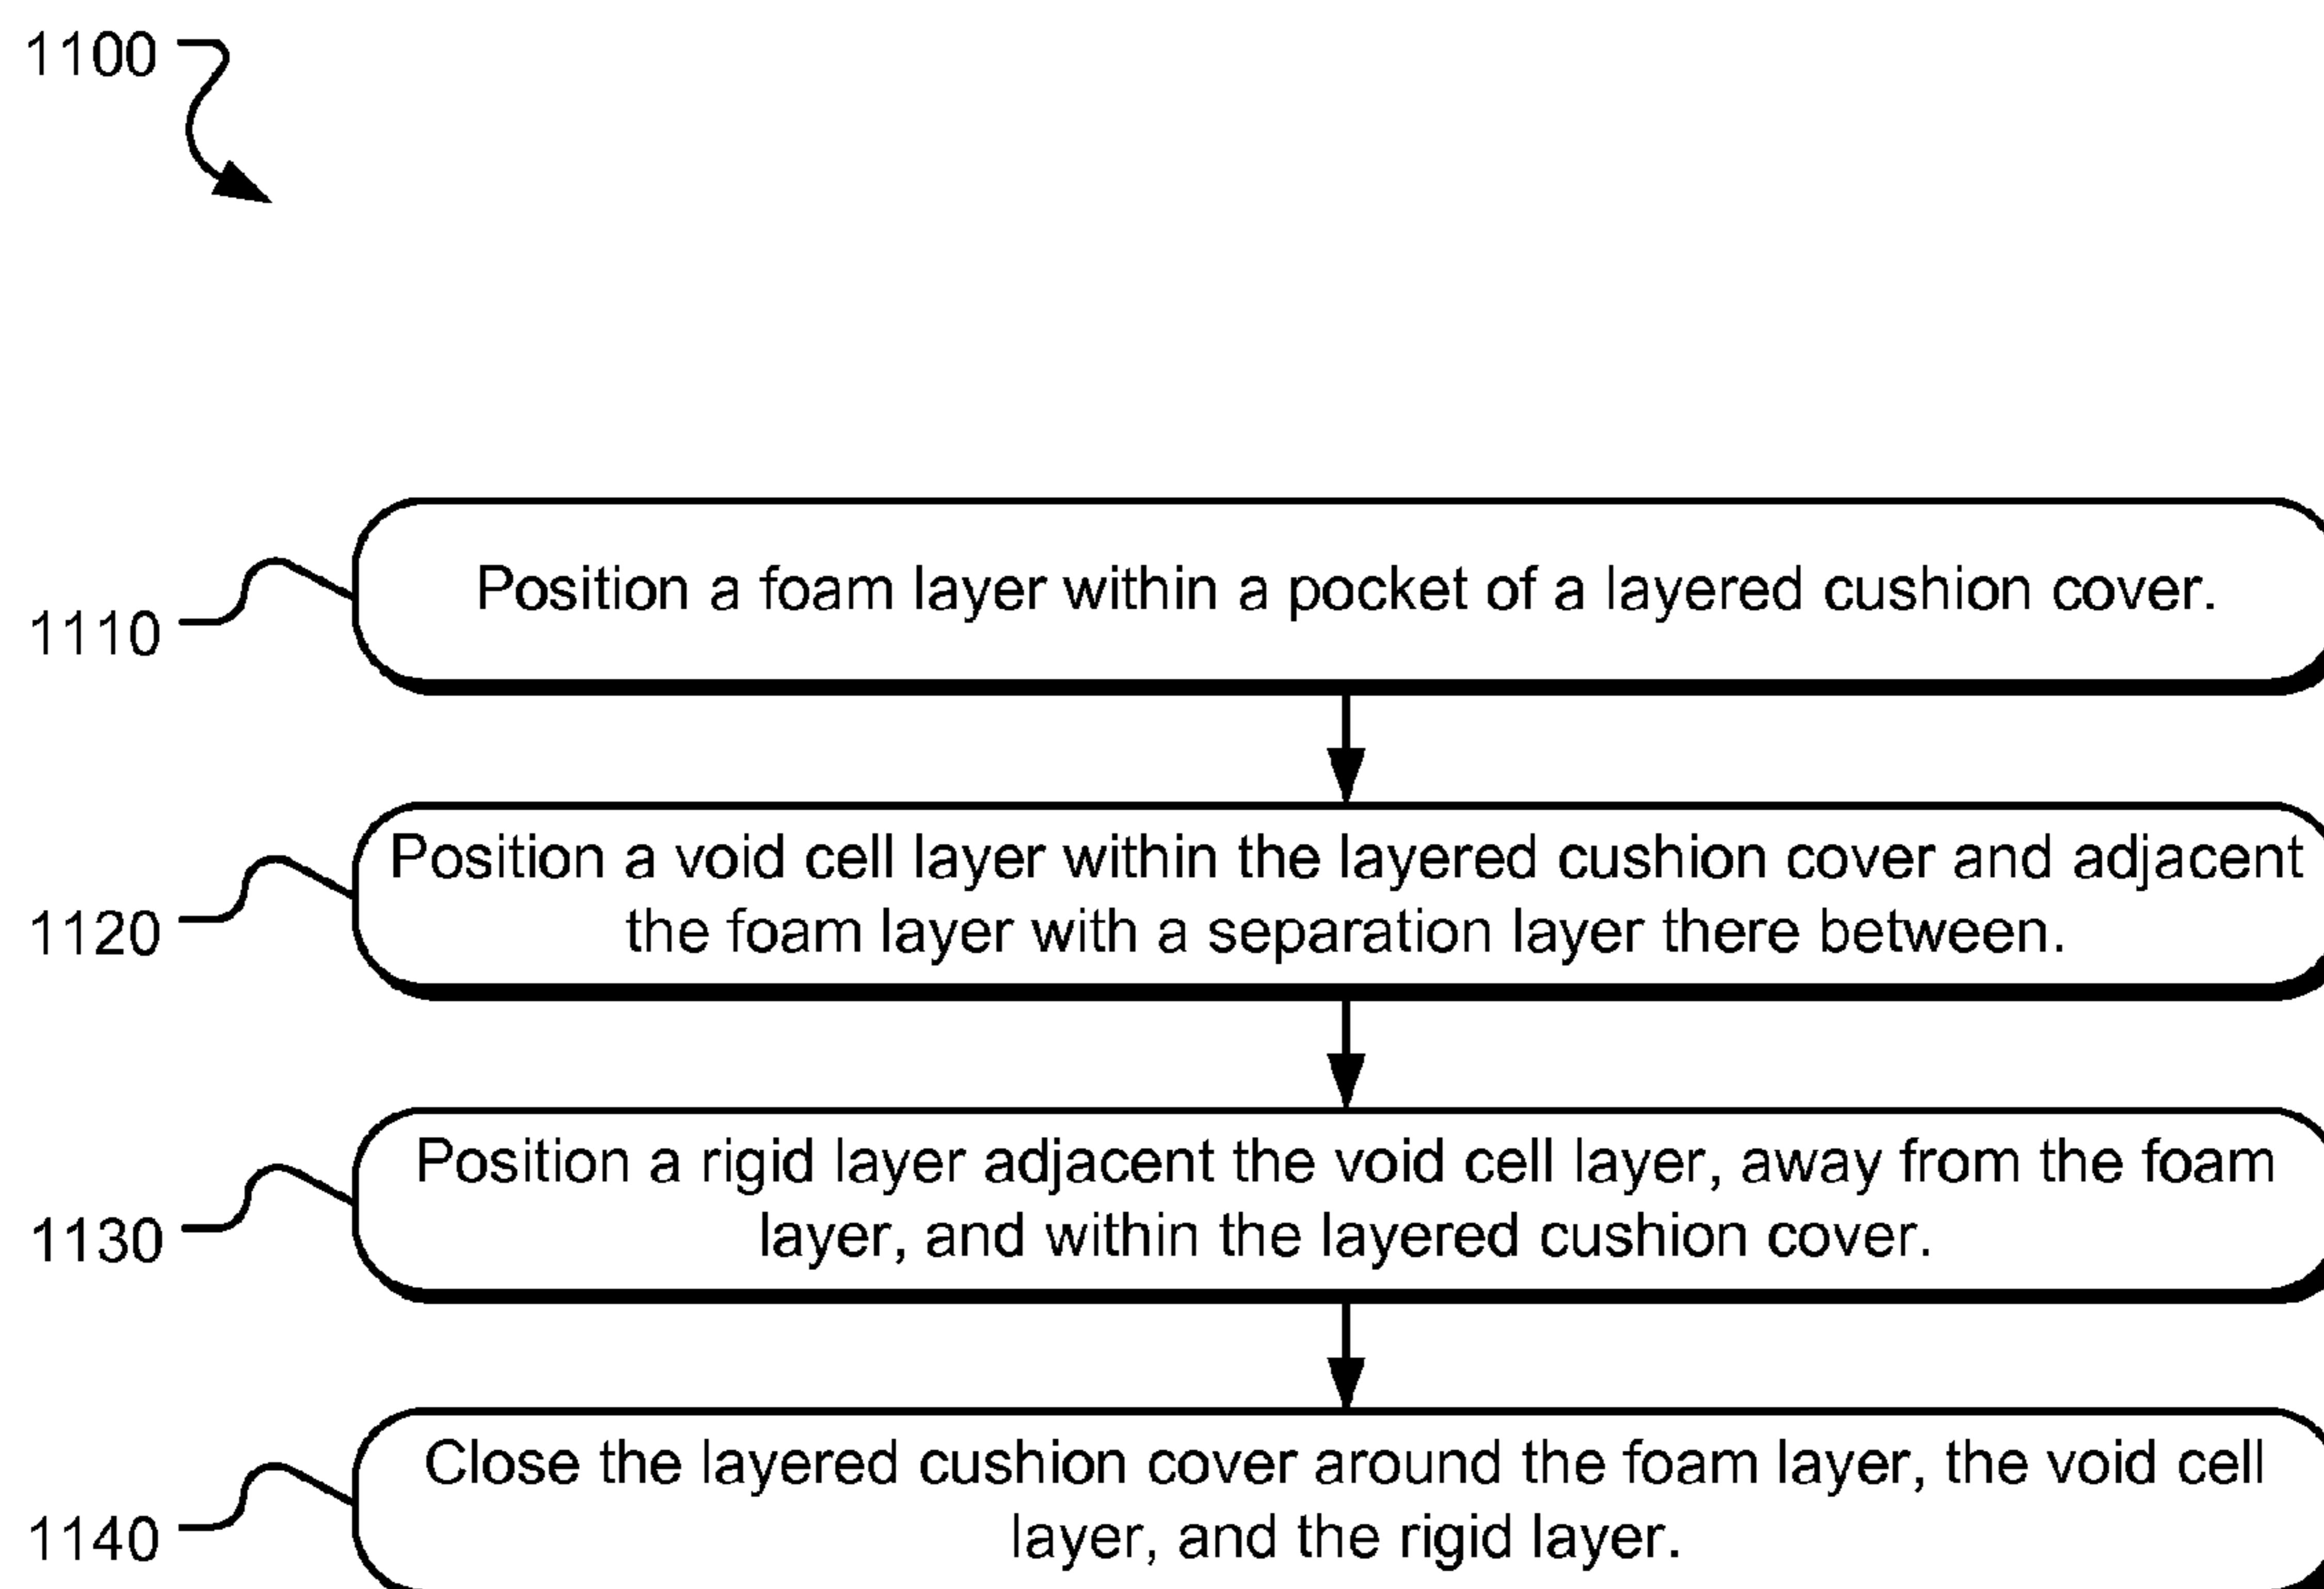 1100
Position a foam layer within a pocket of a layered cushion cover.
1110
Position a void cell layer within the layered cushion cover and adjacent
the foam layer with a separation layer there between.
1120
Position a rigid layer adjacent the void cell layer, away from the foam
layer, and within the layered cushion cover.
1130
Close the layered cushion cover around the foam layer, the void cell
layer, and the rigid layer.
1140